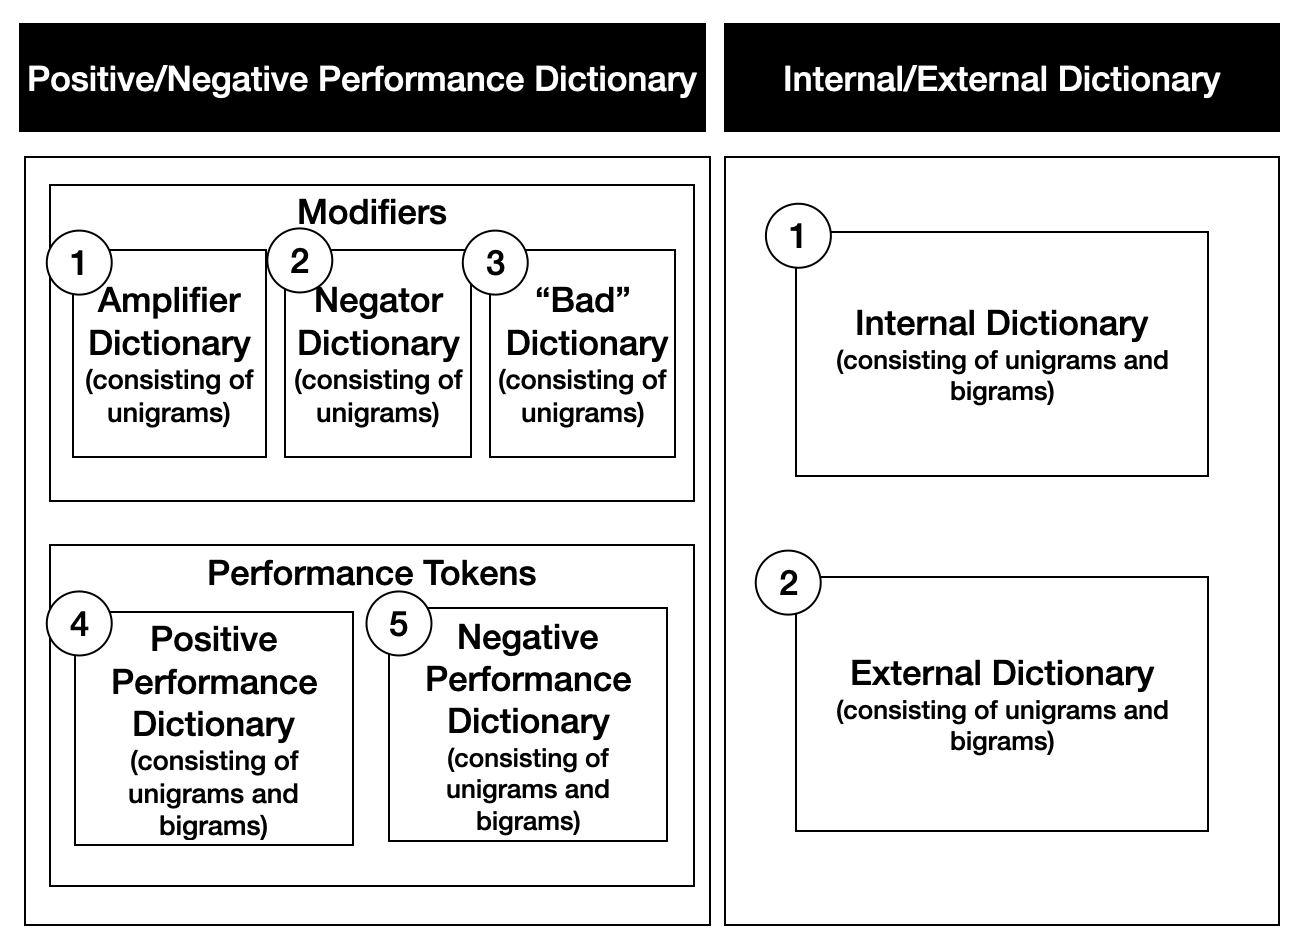 Positive/Negative Performance Dictionary
Modifiers
1
Amplifier
Dictionary
(consisting of
unigrams)
2
Negator
Dictionary
(consisting of
unigrams)
3
“Bad”
Dictionary
(consisting of
unigrams)
Performance Tokens
4
Positive
Performance
Dictionary
(consisting of
unigrams and
bigrams)
5
Negative
Performance
Dictionary
(consisting of
unigrams and
bigrams)
Internal/External Dictionary
1
Internal Dictionary
(consisting of unigrams and
bigrams)
2
External Dictionary
(consisting of unigrams and
bigrams)